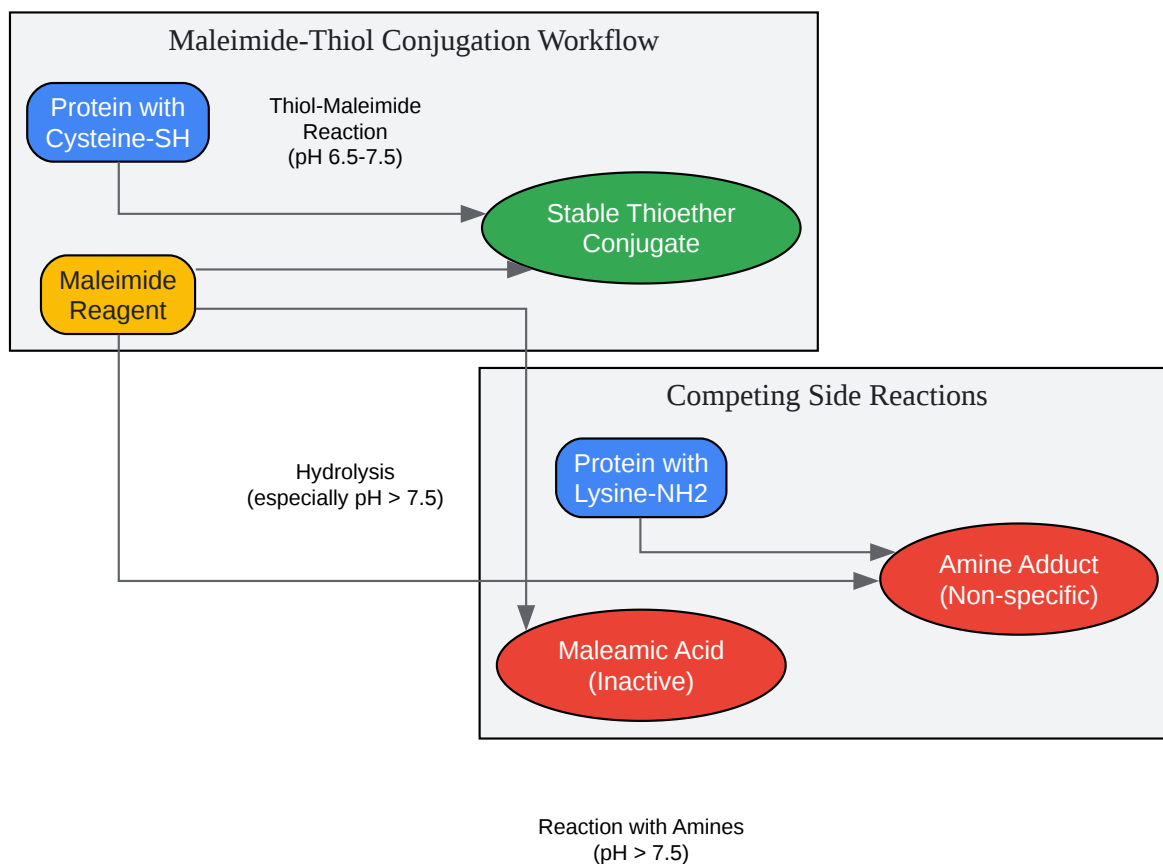 Maleimide-Thiol Conjugation Workflow
Protein with
Cysteine-SH
Thiol-Maleimide
Reaction
(pH 6.5-7.5)
Stable Thioether
Conjugate
Maleimide
Reagent
Competing Side Reactions
Protein with
Lysine-NH2
Hydrolysis
(especially pH > 7.5)
Amine Adduct
(Non-specific)
Maleamic Acid
(Inactive)
Reaction with Amines
(pH > 7.5)